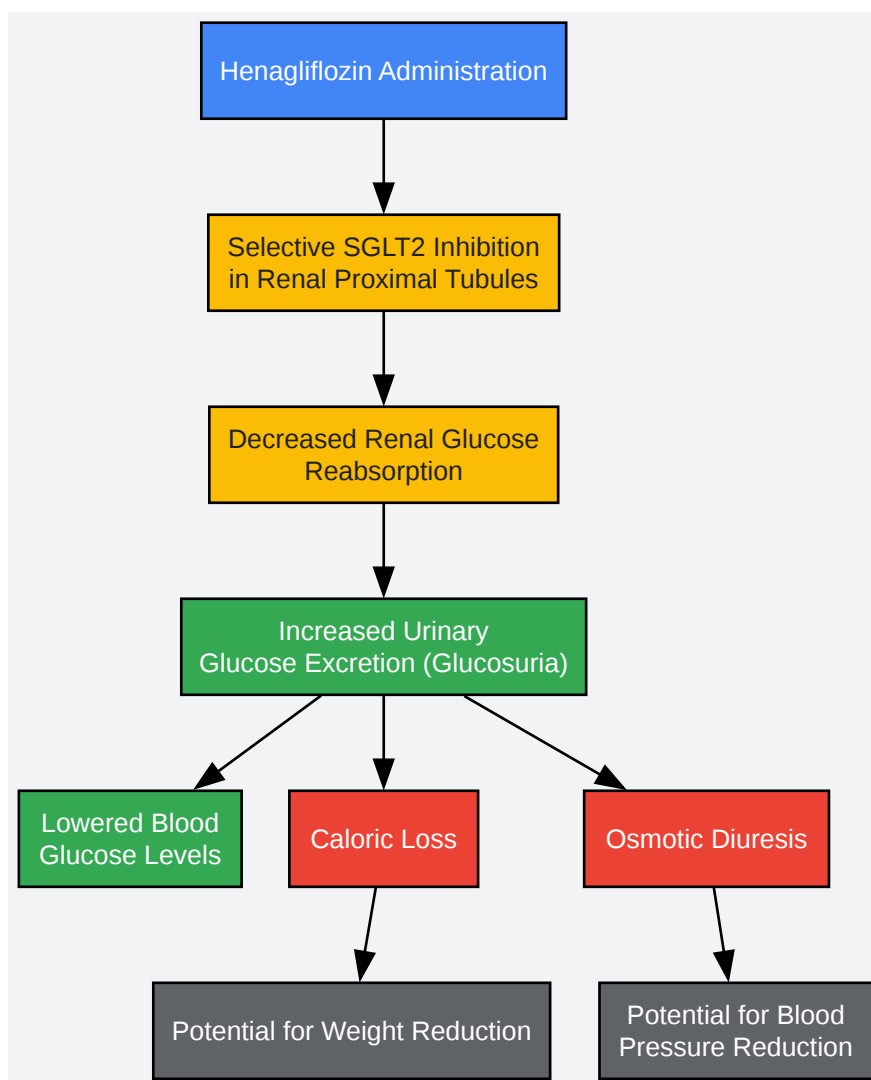 Henagliflozin Administration
Selective SGLT2 Inhibition
in Renal Proximal Tubules
Decreased Renal Glucose
Reabsorption
Increased Urinary
Glucose Excretion (Glucosuria)
Lowered Blood
Glucose Levels
Caloric Loss
Osmotic Diuresis
Potential for Weight Reduction
Potential for Blood
Pressure Reduction